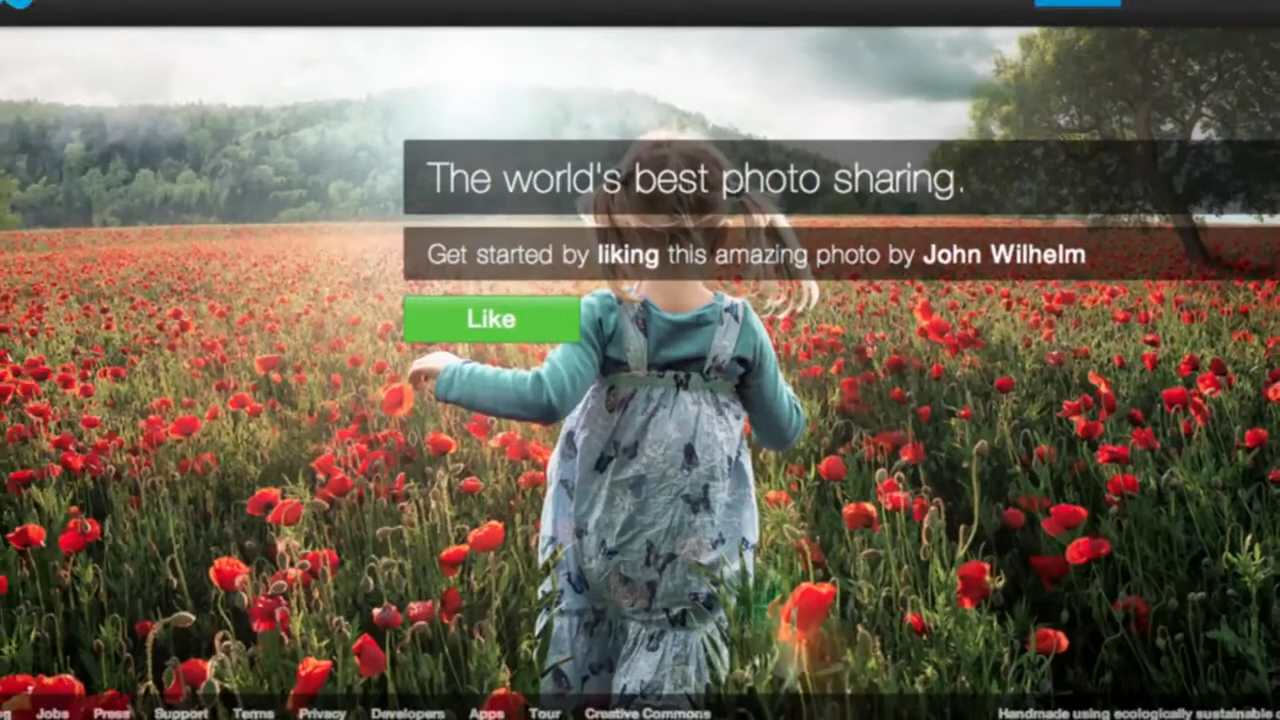 The world's best photo sharing.
Get started by liking this amazing photo by John Wilhelm
Like
Jobs Press Support Terms Privacy Developers Apps Tour Creative Commons
Handmade using ecologically sustainable